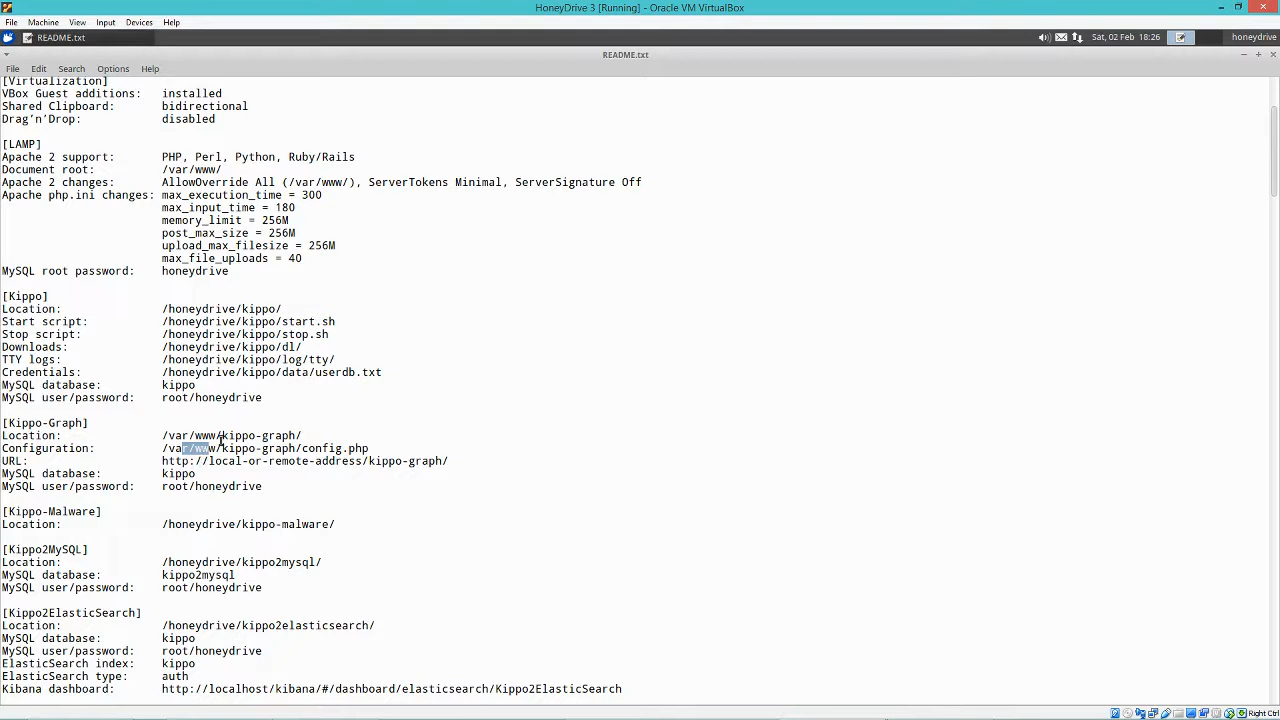 HoneyDrive 3 [Running] - Oracle VM VirtualBox
File Machine View Input Devices Help
README.txt Sat, 02 Feb 18:26 honeydrive
README.txt
File Edit Search Options Help
[Virtualization]
VBox Guest additions: installed
Shared Clipboard: bidirectional
Drag'n'Drop: disabled
[LAMP]
Apache 2 support: PHP, Perl, Python, Ruby/Rails
Document root: /var/www/
Apache 2 changes: AllowOverride All (/var/www/), ServerTokens Minimal, ServerSignature Off
Apache php.ini changes: max_execution_time = 300
max_input_time = 180
memory_limit = 256M
post_max_size = 256M
upload_max_filesize = 256M
max_file_uploads = 40
MySQL root password: honeydrive
[Kippo]
Location: /honeydrive/kippo/
Start script: /honeydrive/kippo/start.sh
Stop script: /honeydrive/kippo/stop.sh
Downloads: /honeydrive/kippo/dl/
TTY logs: /honeydrive/kippo/log/tty/
Credentials: /honeydrive/kippo/data/userdb.txt
MySQL database: kippo
MySQL user/password: root/honeydrive
[Kippo-Graph]
Location: /var/www/kippo-graph/
Configuration: /var/www/kippo-graph/config.php
URL: http://local-or-remote-address/kippo-graph/
MySQL database: kippo
MySQL user/password: root/honeydrive
[Kippo-Malware]
Location: /honeydrive/kippo-malware/
[Kippo2MySQL]
Location: /honeydrive/kippo2mysql/
MySQL database: kippo2mysql
MySQL user/password: root/honeydrive
[Kippo2ElasticSearch]
Location: /honeydrive/kippo2elasticsearch/
MySQL database: kippo
MySQL user/password: root/honeydrive
ElasticSearch index: kippo
ElasticSearch type: auth
Kibana dashboard: http://localhost/kibana/#/dashboard/elasticsearch/Kippo2ElasticSearch
Right Ctrl